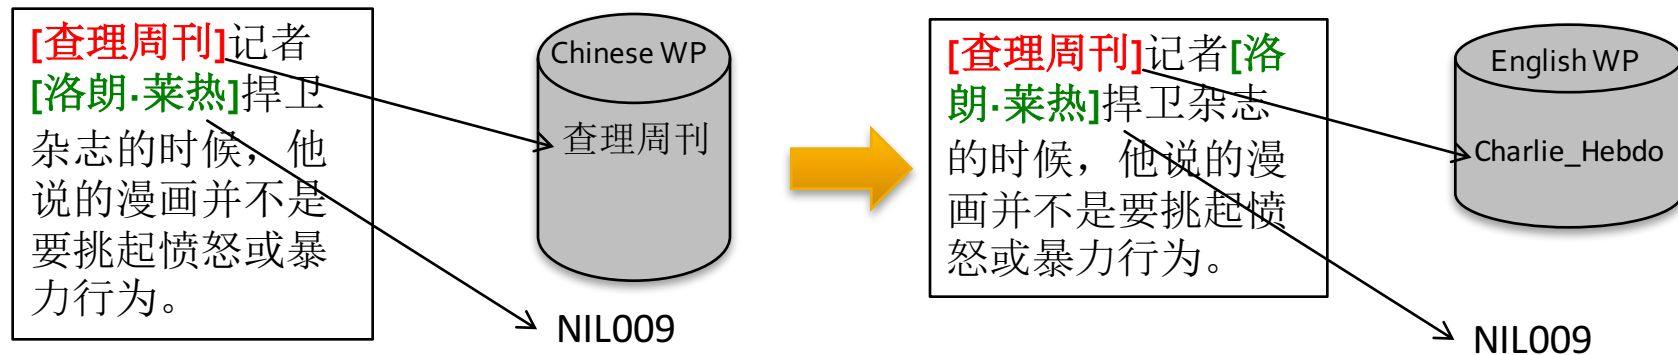 [查理周刊]记者
[洛朗·莱热]捍卫
杂志的时候，他
说的漫画并不是
要挑起愤怒或暴
力行为。
Chinese WP
查理周刊
NIL009
[查理周刊]记者[洛
朗·莱热]捍卫杂志
的时候，他说的漫
画并不是要挑起愤
怒或暴力行为。
English WP
Charlie_Hebdo
NIL009